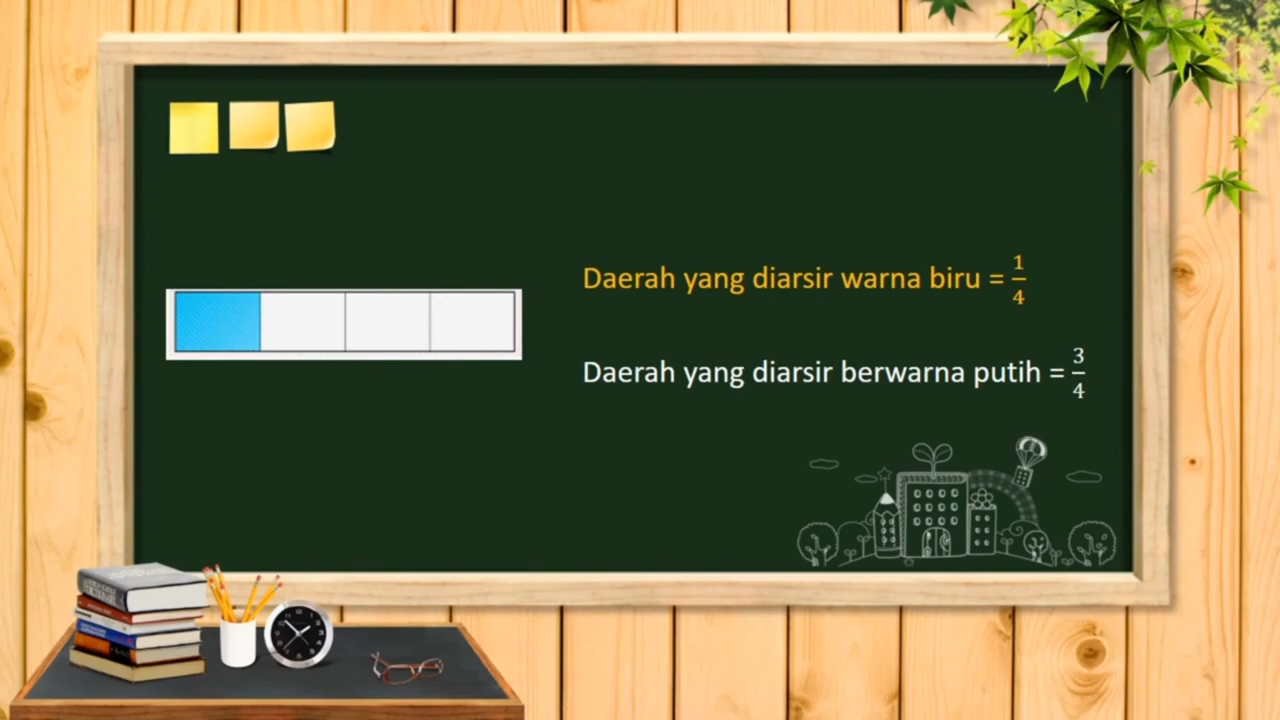 Daerah yang diarsir warna biru = 1/4
Daerah yang diarsir berwarna putih = 3/4